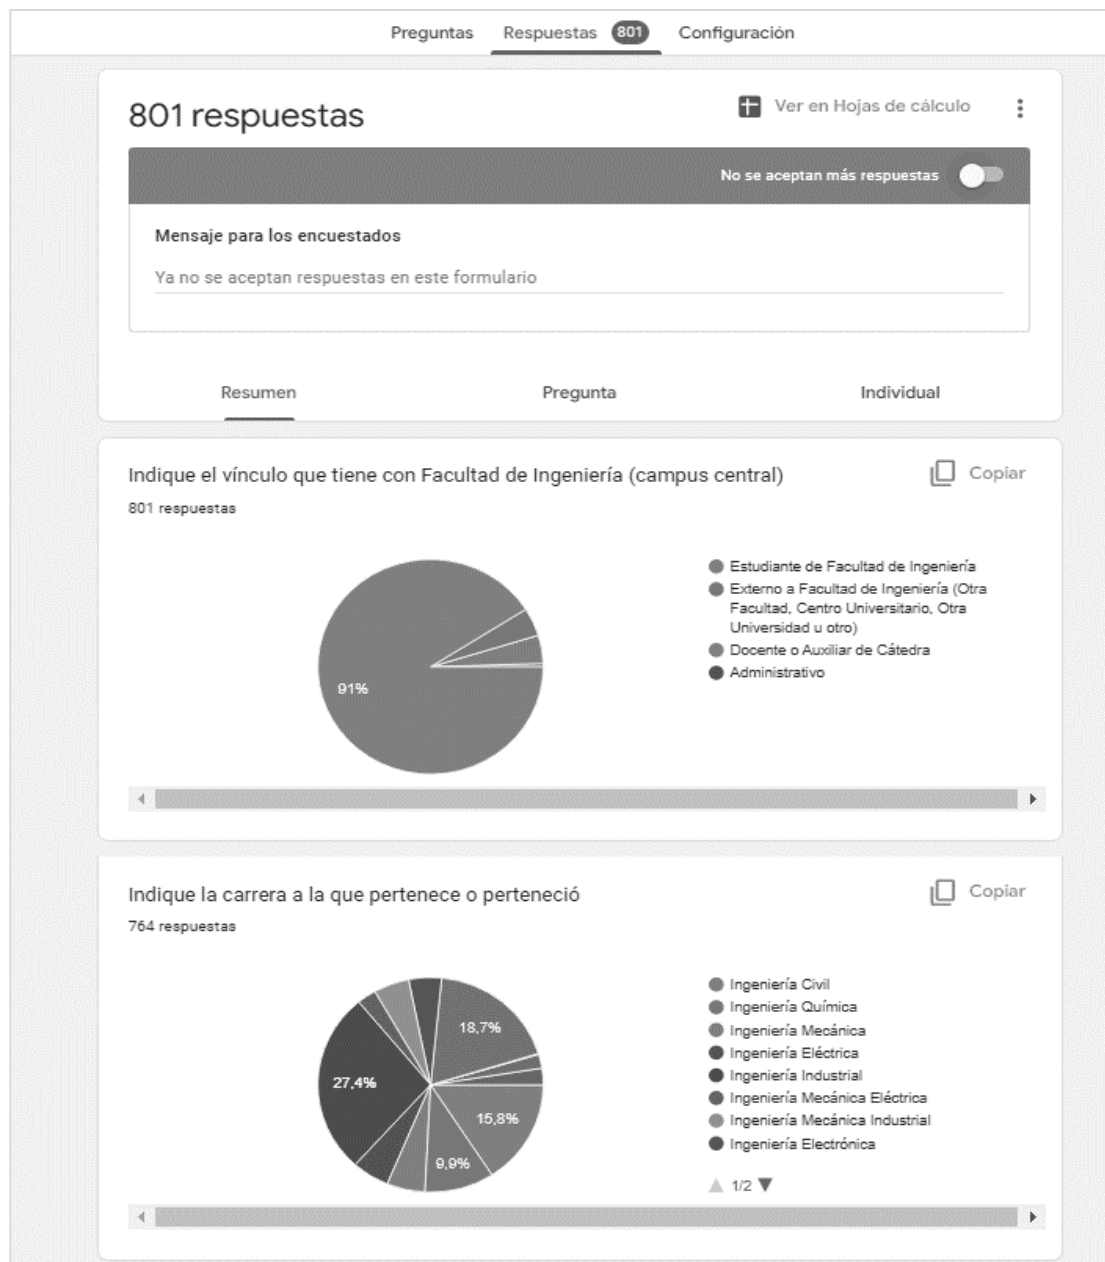 Preguntas Respuestas 801 Configuración
801 respuestas
Ver en Hojas de cálculo
No se aceptan más respuestas
Mensaje para los encuestados
Ya no se aceptan respuestas en este formulario
Resumen Pregunta Individual
Indique el vínculo que tiene con Facultad de Ingeniería (campus central)
Copiar
801 respuestas
91%
Estudiante de Facultad de Ingeniería
Externo a Facultad de Ingeniería (Otra
Facultad, Centro Universitario, Otra
Universidad u otro)
Docente o Auxiliar de Cátedra
Administrativo
Indique la carrera a la que pertenece o perteneció
Copiar
764 respuestas
18,7%
27,4%
15,8%
9,9%
Ingeniería Civil
Ingeniería Química
Ingeniería Mecánica
Ingeniería Eléctrica
Ingeniería Industrial
Ingeniería Mecánica Eléctrica
Ingeniería Mecánica Industrial
Ingeniería Electrónica
1/2